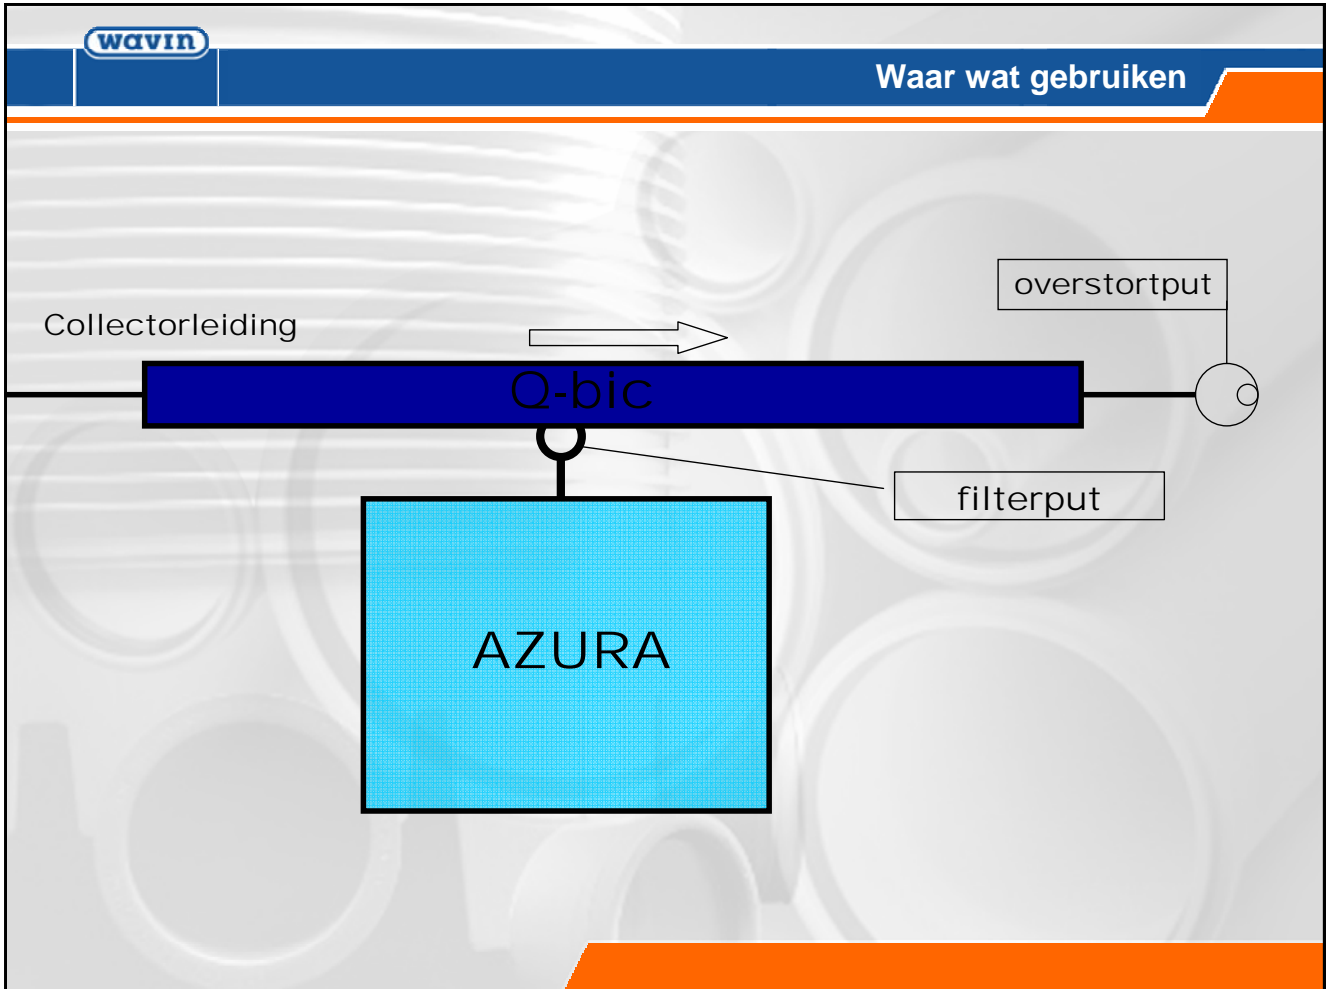 wavin
Waar wat gebruiken
overstortput
Collectorleiding
Q-bic
filterput
AZURA